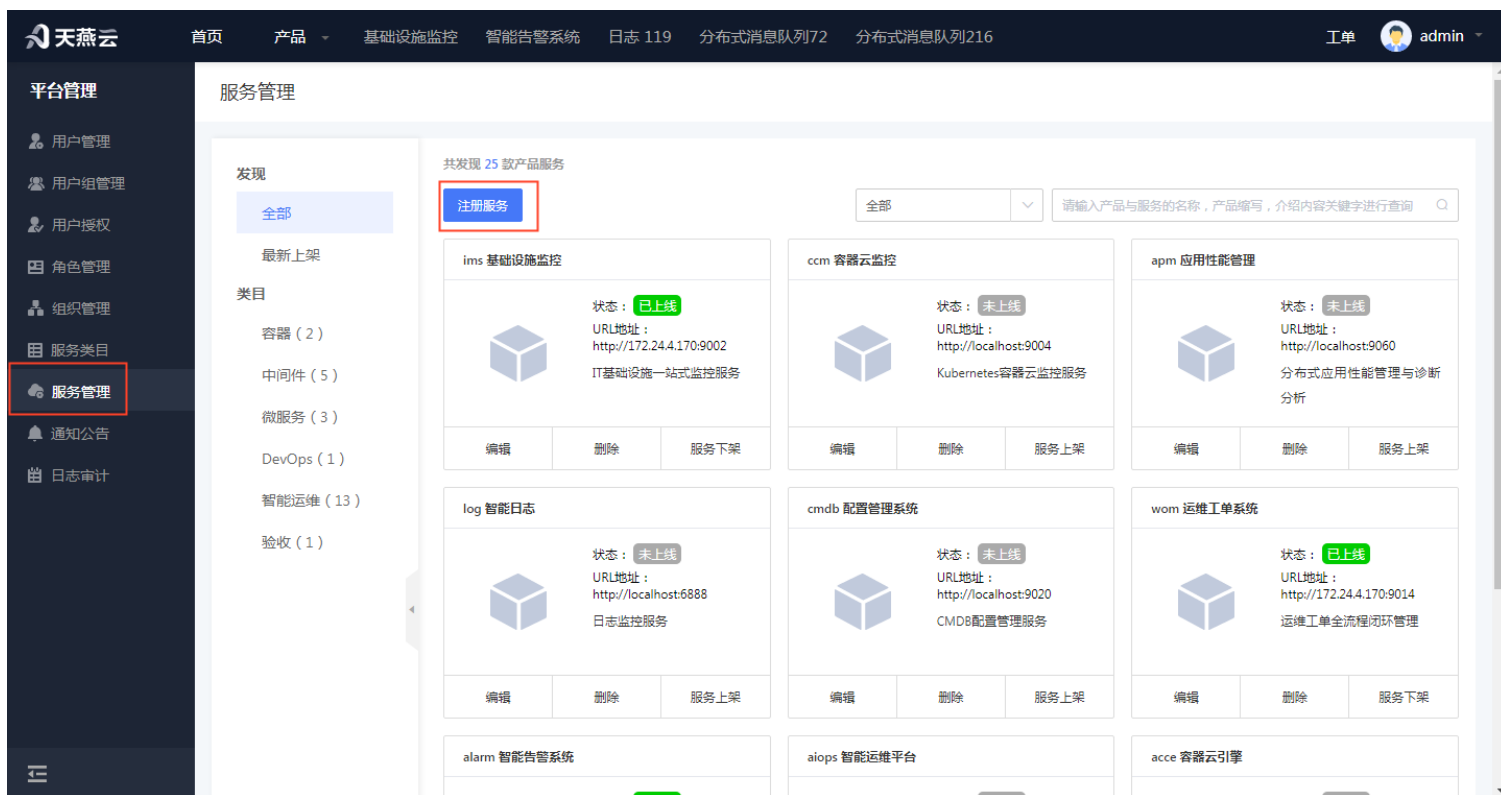 天燕云
首页 产品 基础设施监控 智能告警系统 日志 119 分布式消息队列72 分布式消息队列216
工单 admin
平台管理
用户管理
用户组管理
用户授权
角色管理
组织管理
服务类目
服务管理
通知公告
日志审计
服务管理
发现
全部
最新上架
类目
容器 ( 2 )
中间件 ( 5 )
微服务 ( 3 )
DevOps ( 1 )
智能运维 ( 13 )
验收 ( 1 )
共发现 25 款产品服务
注册服务
全部
请输入产品与服务的名称，产品缩写，介绍内容关键字进行查询
ims 基础设施监控
状态： 已上线
URL地址：
http://172.24.4.170:9002
IT基础设施一站式监控服务
编辑 删除 服务下架
ccm 容器云监控
状态： 未上线
URL地址：
http://localhost:9004
Kubernetes容器云监控服务
编辑 删除 服务上架
apm 应用性能管理
状态： 未上线
URL地址：
http://localhost:9060
分布式应用性能管理与诊断
分析
编辑 删除 服务上架
log 智能日志
状态： 未上线
URL地址：
http://localhost:6888
日志监控服务
编辑 删除 服务上架
cmdb 配置管理系统
状态： 未上线
URL地址：
http://localhost:9020
CMDB配置管理服务
编辑 删除 服务上架
wom 运维工单系统
状态： 已上线
URL地址：
http://172.24.4.170:9014
运维工单全流程闭环管理
编辑 删除 服务下架
alarm 智能告警系统
aiops 智能运维平台
acce 容器云引擎